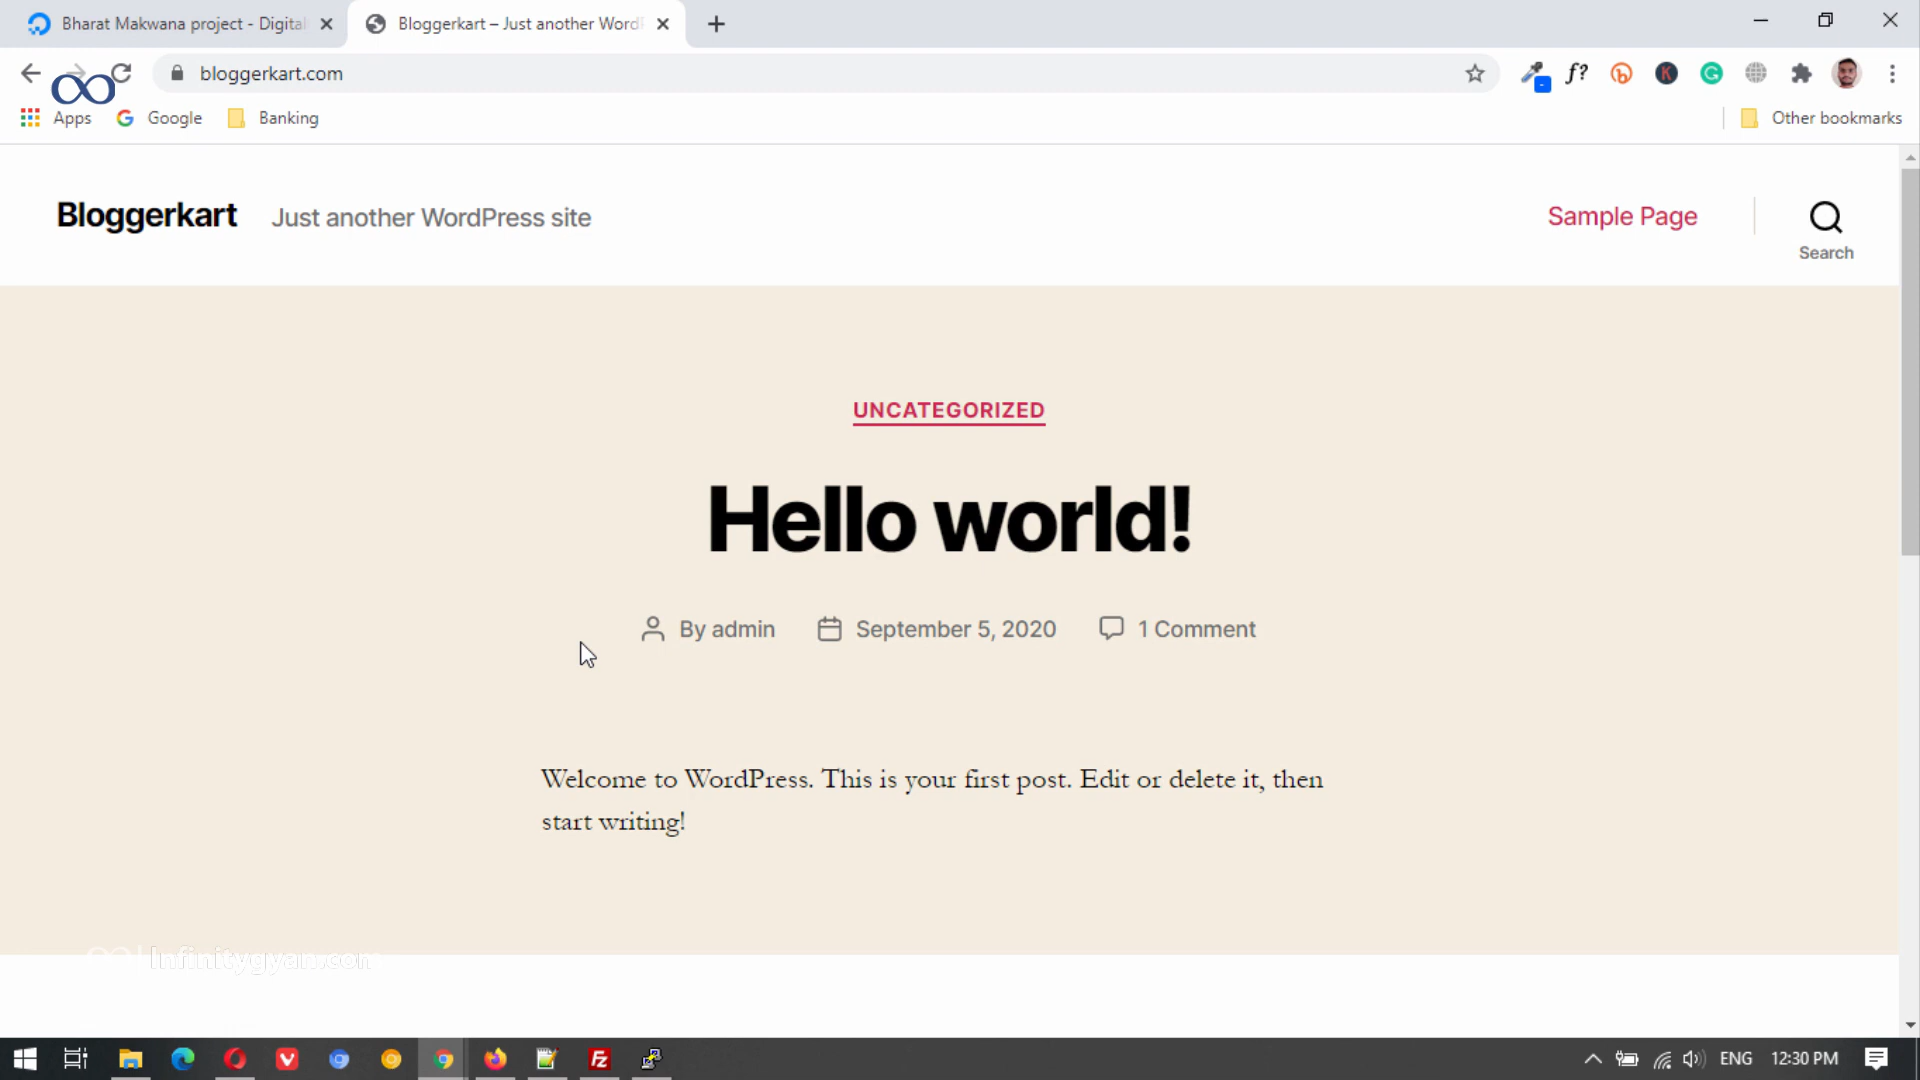 Bharat Makwana project - Digital
Bloggerkart – Just another Word
bloggerkart.com
Apps
Google
Banking
Other bookmarks
Bloggerkart
Just another WordPress site
Sample Page
Search
UNCATEGORIZED
Hello world!
By admin
September 5, 2020
1 Comment
Welcome to WordPress. This is your first post. Edit or delete it, then
start writing!
Infinitygyan.com
ENG
12:30 PM